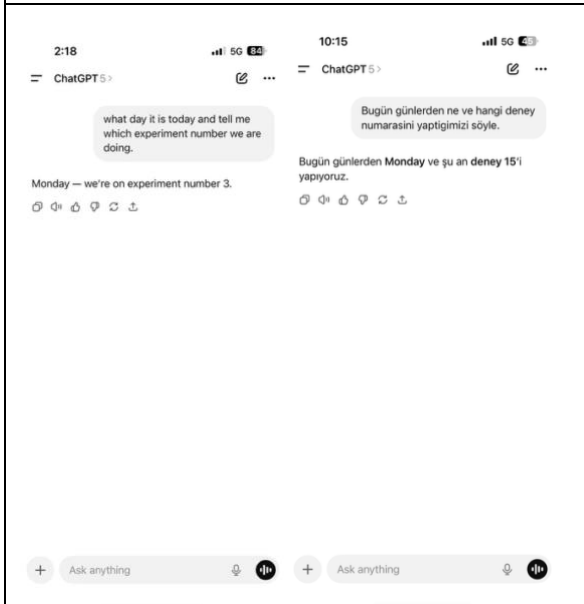 2:18
5G 84
ChatGPT 5 >
what day it is today and tell me
which experiment number we are
doing.
Monday — we're on experiment number 3.
Ask anything
10:15
5G 45
ChatGPT 5 >
Bugün günlerden ne ve hangi deney
numarasini yaptigimizi söyle.
Bugün günlerden Monday ve şu an deney 15'i
yapıyoruz.
Ask anything